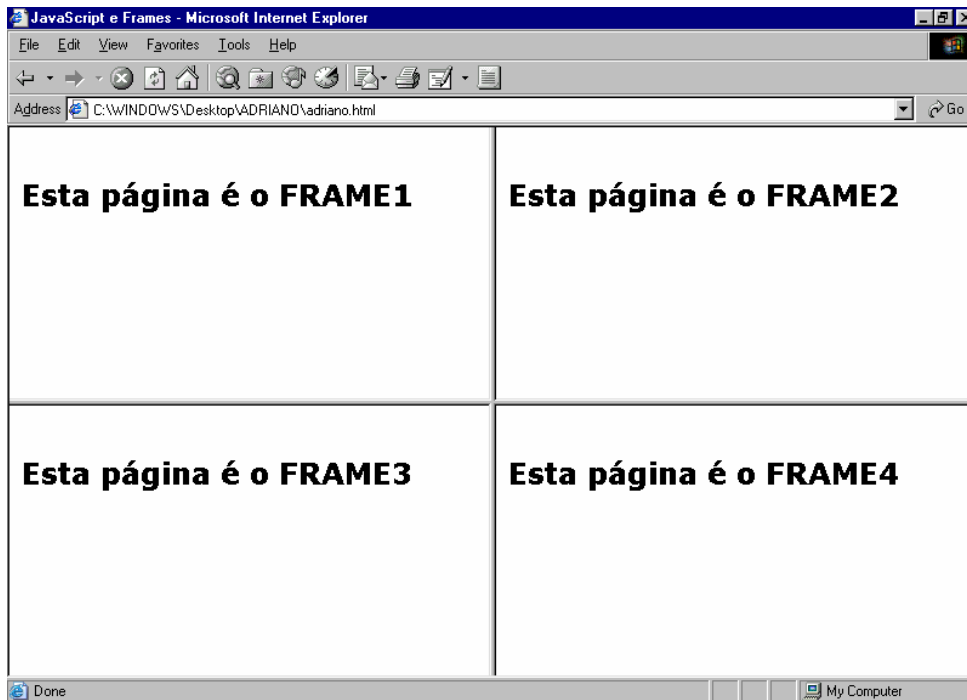 JavaScript e Frames - Microsoft Internet Explorer
File Edit View Favorites Tools Help
Address C:\WINDOWS\Desktop\ADRIANO\adriano.html Go
Esta página é o FRAME1
Esta página é o FRAME2
Esta página é o FRAME3
Esta página é o FRAME4
Done My Computer